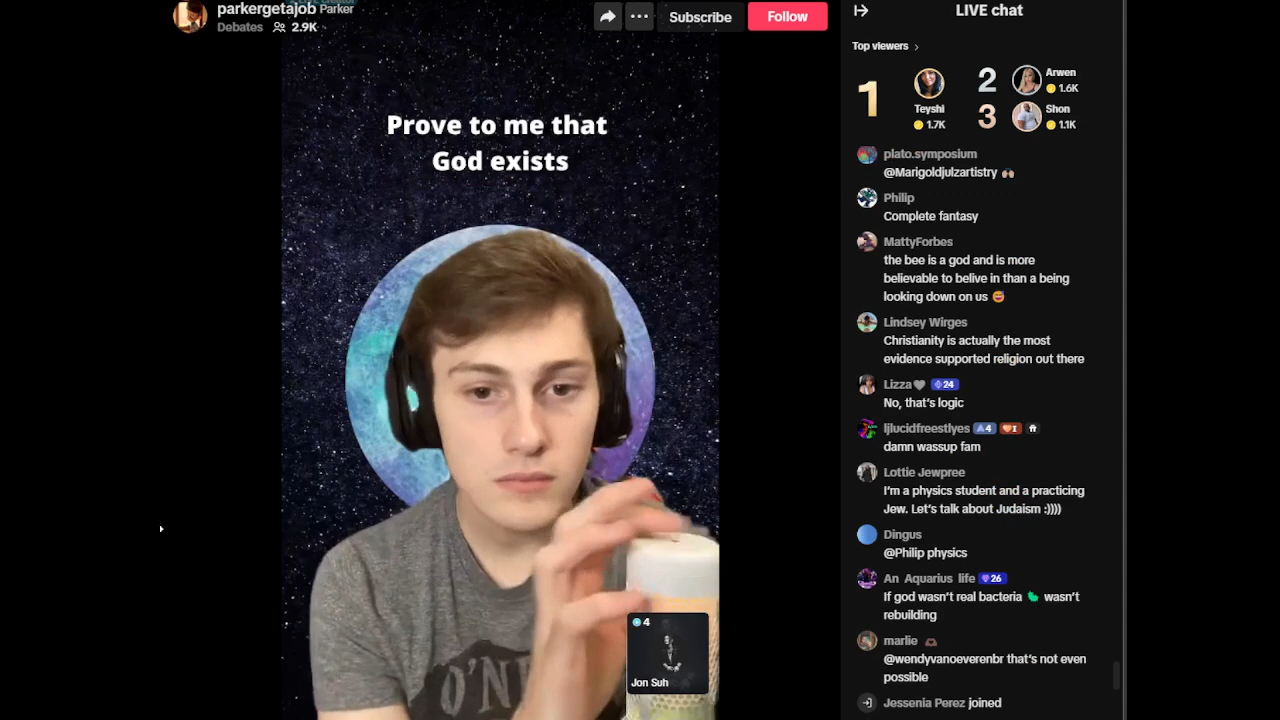 parkergetajob Parker
Debates 2.9K
Subscribe
Follow
Prove to me that
God exists
O'N
4
Jon Suh
LIVE chat
Top viewers
1
Teyshi
1.7K
2
Arwen
1.6K
3
Shon
1.1K
plato.symposium
@Marigoldjulzartistry
Philip
Complete fantasy
MattyForbes
the bee is a god and is more
believable to belive in than a being
looking down on us
Lindsey Wirges
Christianity is actually the most
evidence supported religion out there
Lizza 24
No, that's logic
ljlucidfreestlyes 4 1
damn wassup fam
Lottie Jewpree
I'm a physics student and a practicing
Jew. Let's talk about Judaism :))))
Dingus
@Philip physics
An Aquarius life 26
If god wasn't real bacteria wasn't
rebuilding
marlie
@wendyvanoeverenbr that's not even
possible
Jessenia Perez joined